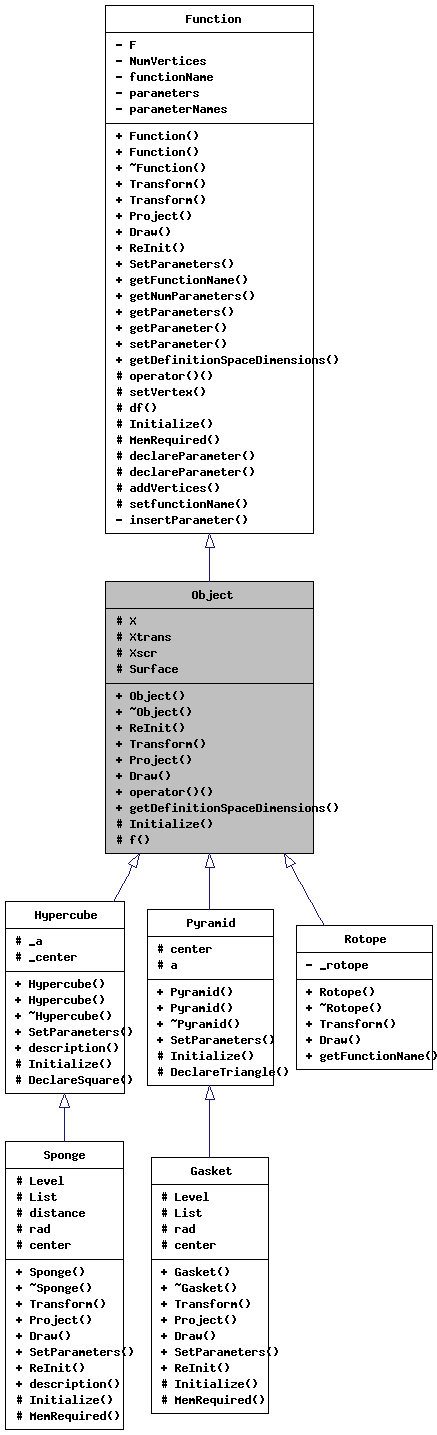 Function
- F
- NumVertices
- functionName
- parameters
- parameterNames
+ Function()
+ Function()
+ ~Function()
+ Transform()
+ Transform()
+ Project()
+ Draw()
+ ReInit()
+ SetParameters()
+ getFunctionName()
+ getNumParameters()
+ getParameters()
+ getParameter()
+ setParameter()
+ getDefinitionSpaceDimensions()
# operator()()
# setVertex()
# df()
# Initialize()
# MemRequired()
# declareParameter()
# declareParameter()
# addVertices()
# setfunctionName()
- insertParameter()
Object
# X
# Xtrans
# Xscr
# Surface
+ Object()
+ ~Object()
+ ReInit()
+ Transform()
+ Project()
+ Draw()
+ operator()()
+ getDefinitionSpaceDimensions()
# Initialize()
# f()
Hypercube
# _a
# _center
+ Hypercube()
+ Hypercube()
+ ~Hypercube()
+ SetParameters()
+ description()
# Initialize()
# DeclareSquare()
Pyramid
# center
# a
+ Pyramid()
+ Pyramid()
+ ~Pyramid()
+ SetParameters()
# Initialize()
# DeclareTriangle()
Rotope
- _rotope
+ Rotope()
+ ~Rotope()
+ Transform()
+ Draw()
+ getFunctionName()
Sponge
# Level
# List
# distance
# rad
# center
+ Sponge()
+ ~Sponge()
+ Transform()
+ Project()
+ Draw()
+ SetParameters()
+ ReInit()
+ description()
# Initialize()
# MemRequired()
Gasket
# Level
# List
# rad
# center
+ Gasket()
+ ~Gasket()
+ Transform()
+ Project()
+ Draw()
+ SetParameters()
+ ReInit()
# Initialize()
# MemRequired()